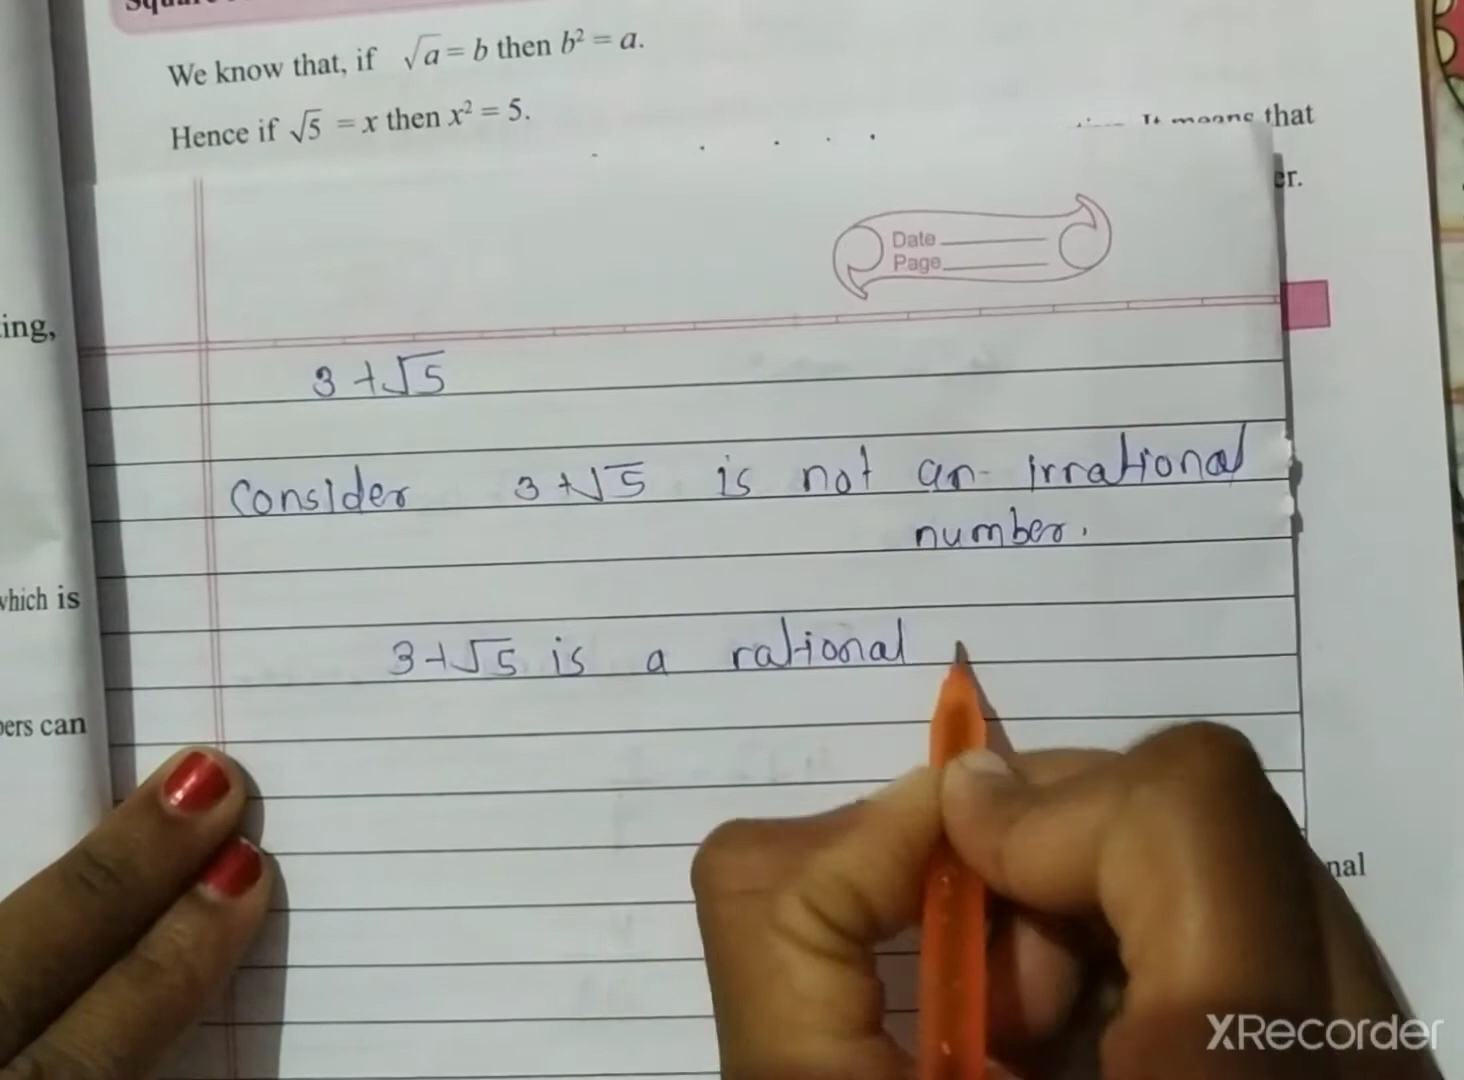 We know that, if √a = b then b² = a.
Hence if √5 = x then x² = 5.
It means that
er.
Date
Page
ing,
3+√5
Consider 3+√5 is not an irrational
number.
which is
3+√5 is a rational
bers can
nal
XRecorder